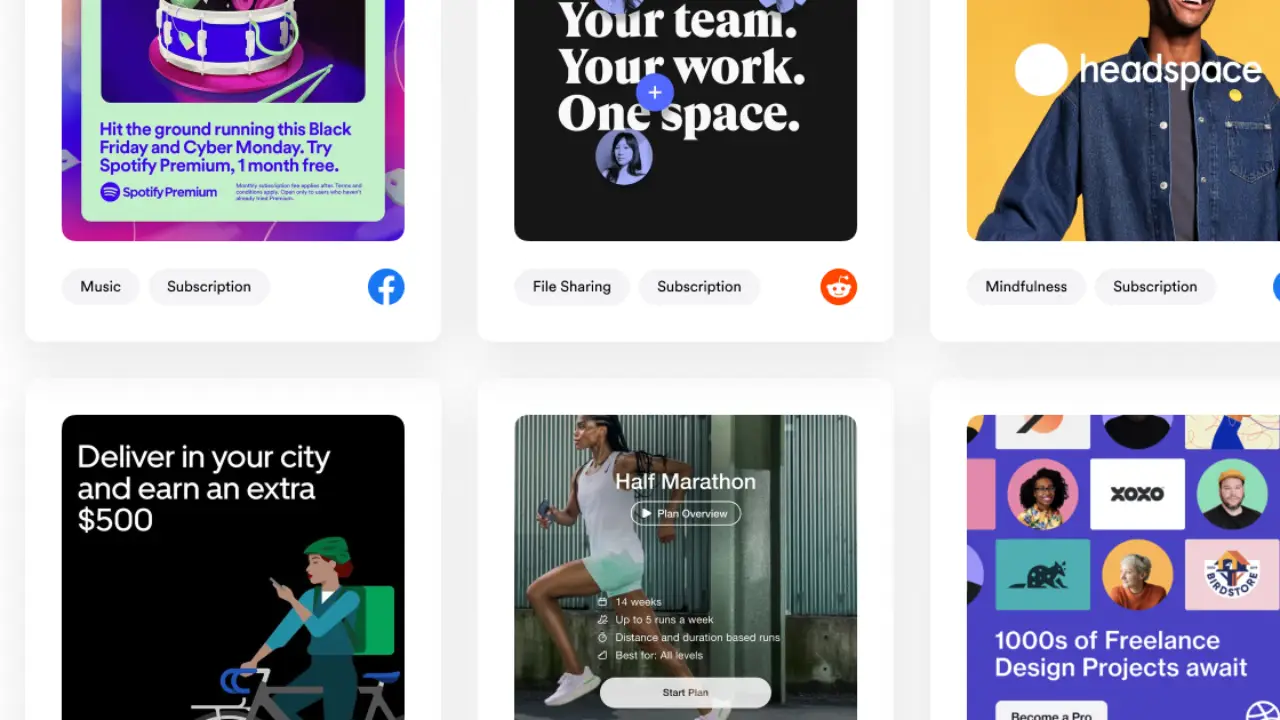 Hit the ground running this Black
Friday and Cyber Monday. Try
Spotify Premium, 1 month free.
Spotify Premium
Monthly subscription fee applies after. Terms and
conditions apply. Open only to users who haven't
already tried Premium.
Music
Subscription
Your team.
Your work.
One space.
File Sharing
Subscription
headspace
Mindfulness
Subscription
Deliver in your city
and earn an extra
$500
Half Marathon
Plan Overview
14 weeks
Up to 5 runs a week
Distance and duration based runs
Best for: All levels
Start Plan
XOXO
BIRDSTORE
1000s of Freelance
Design Projects await
Become a Pro